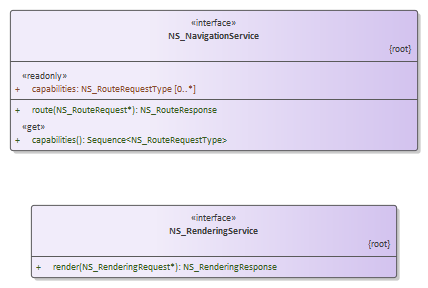 «interface»
NS_NavigationService
{root}
«readonly»
+ capabilities: NS_RouteRequestType [0..*]
+ route(NS_RouteRequest*): NS_RouteResponse
«get»
+ capabilities(): Sequence<NS_RouteRequestType>
«interface»
NS_RenderingService
{root}
+ render(NS_RenderingRequest*): NS_RenderingResponse